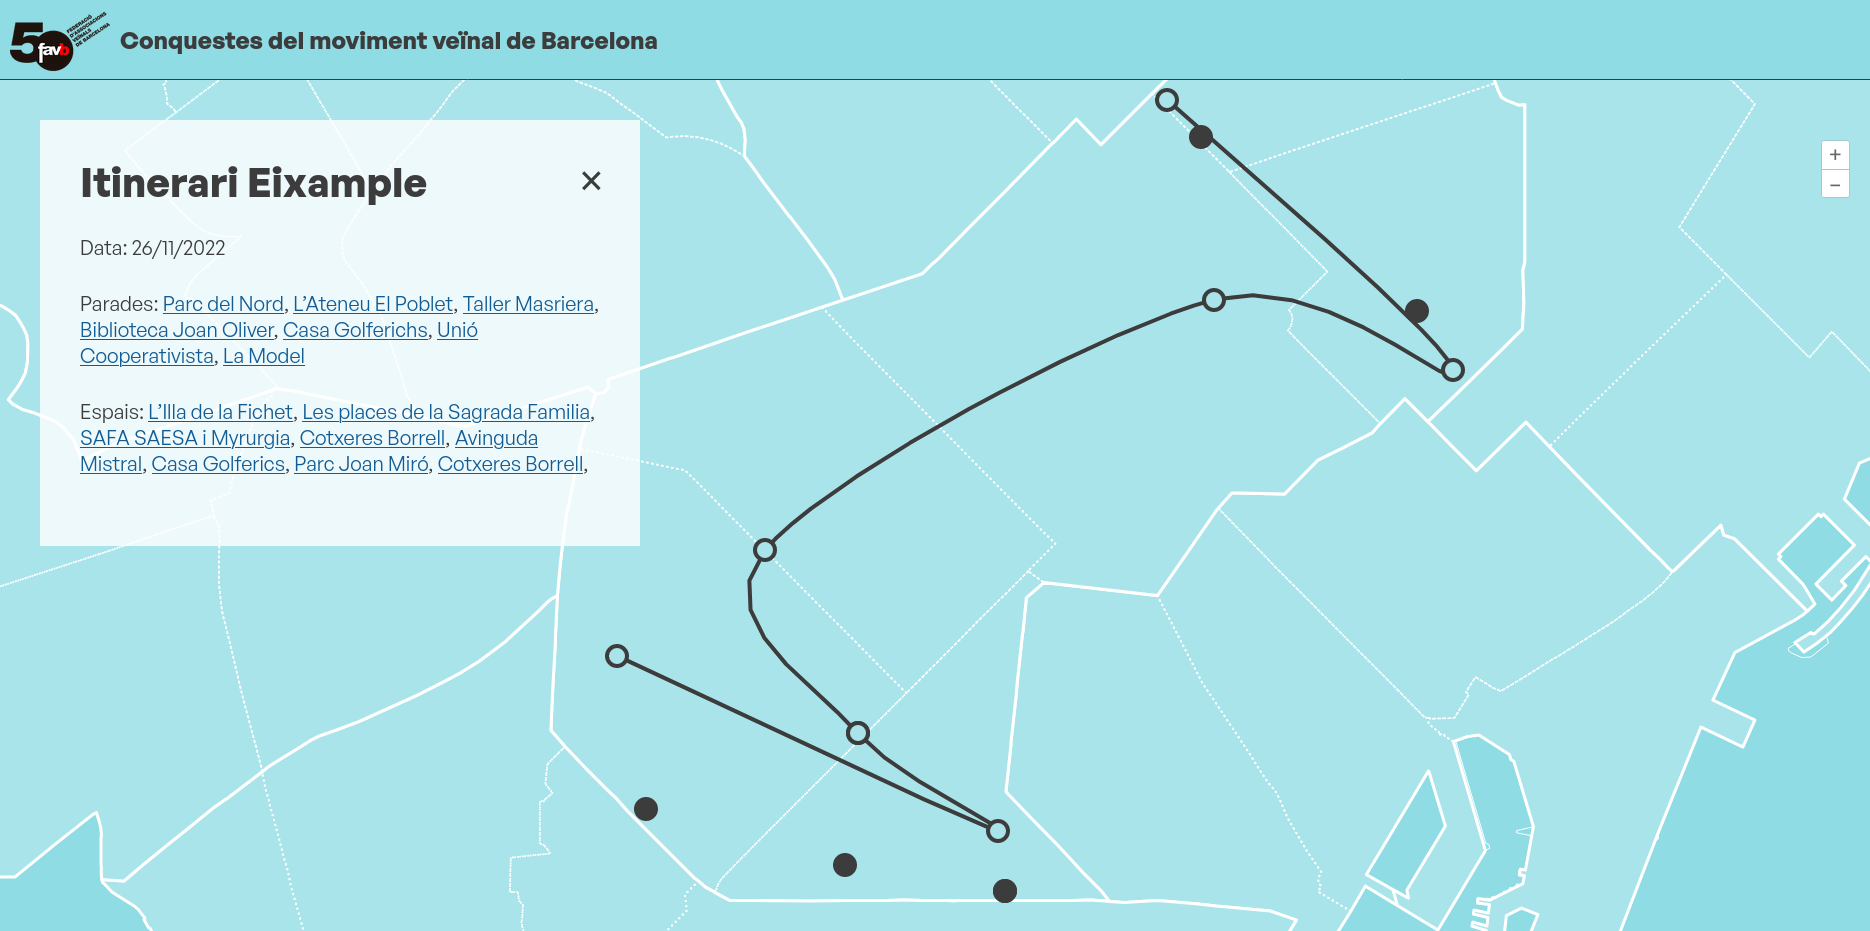 50
favb
FEDERACIÓ
D'ASSOCIACIONS
VEÏNALS
DE BARCELONA
Conquestes del moviment veïnal de Barcelona
Itinerari Eixample
×
Data: 26/11/2022
Parades: Parc del Nord, L’Ateneu El Poblet, Taller Masriera,
Biblioteca Joan Oliver, Casa Golferichs, Unió
Cooperativista, La Model
Espais: L’Illa de la Fichet, Les places de la Sagrada Familia,
SAFA SAESA i Myrurgia, Cotxeres Borrell, Avinguda
Mistral, Casa Golferics, Parc Joan Miró, Cotxeres Borrell,
+
−